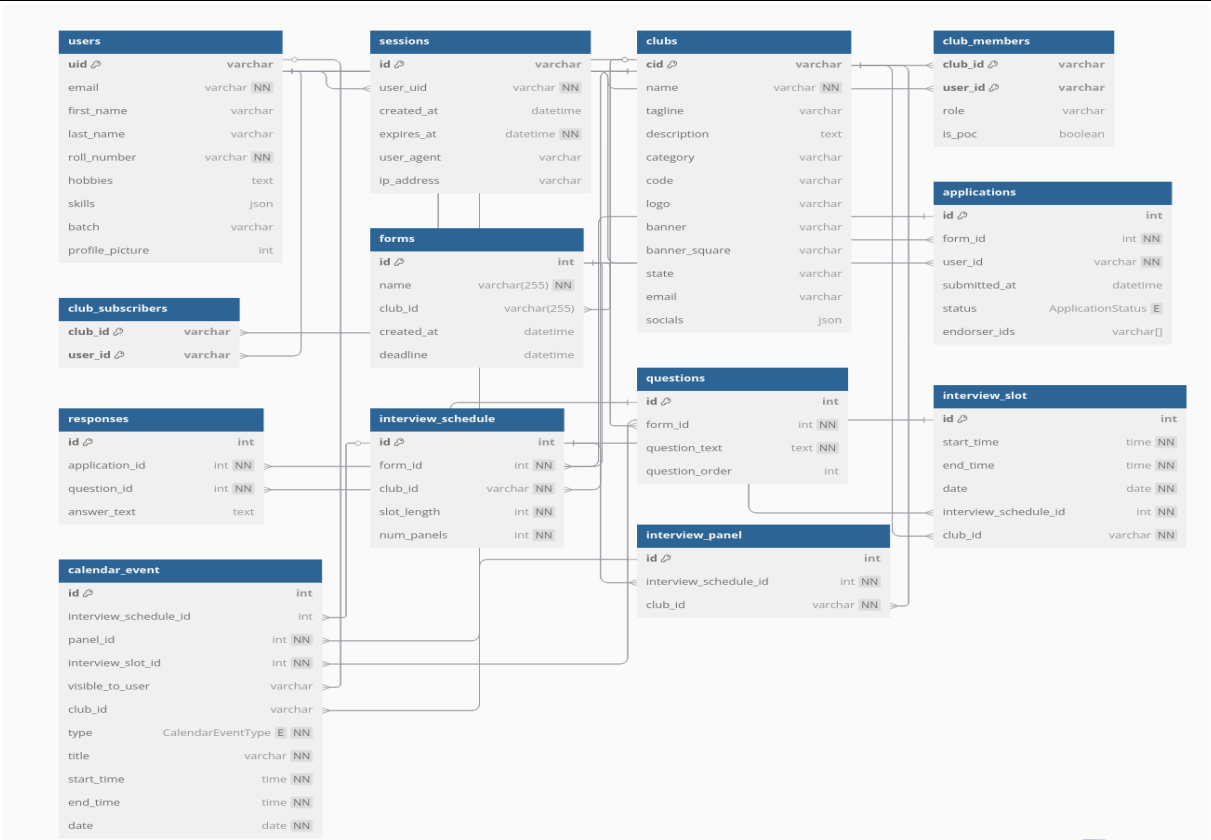 users
uid varchar
email varchar NN
first_name varchar
last_name varchar
roll_number varchar NN
hobbies text
skills json
batch varchar
profile_picture int
sessions
id varchar
user_uid varchar NN
created_at datetime
expires_at datetime NN
user_agent varchar
ip_address varchar
clubs
cid varchar
name varchar NN
tagline varchar
description text
category varchar
code varchar
logo varchar
banner varchar
banner_square varchar
state varchar
email varchar
socials json
club_members
club_id varchar
user_id varchar
role varchar
is_poc boolean
applications
id int
form_id int NN
user_id varchar NN
submitted_at datetime
status ApplicationStatus E
endorser_ids varchar[]
forms
id int
name varchar(255) NN
club_id varchar(255)
created_at datetime
deadline datetime
club_subscribers
club_id varchar
user_id varchar
questions
id int
form_id int NN
question_text text NN
question_order int
interview_slot
id int
start_time time NN
end_time time NN
date date NN
interview_schedule_id int NN
club_id varchar NN
responses
id int
application_id int NN
question_id int NN
answer_text text
interview_schedule
id int
form_id int NN
club_id varchar NN
slot_length int NN
num_panels int NN
interview_panel
id int
interview_schedule_id int NN
club_id varchar NN
calendar_event
id int
interview_schedule_id int
panel_id int NN
interview_slot_id int NN
visible_to_user varchar
club_id varchar
type CalendarEventType E NN
title varchar NN
start_time time NN
end_time time NN
date date NN